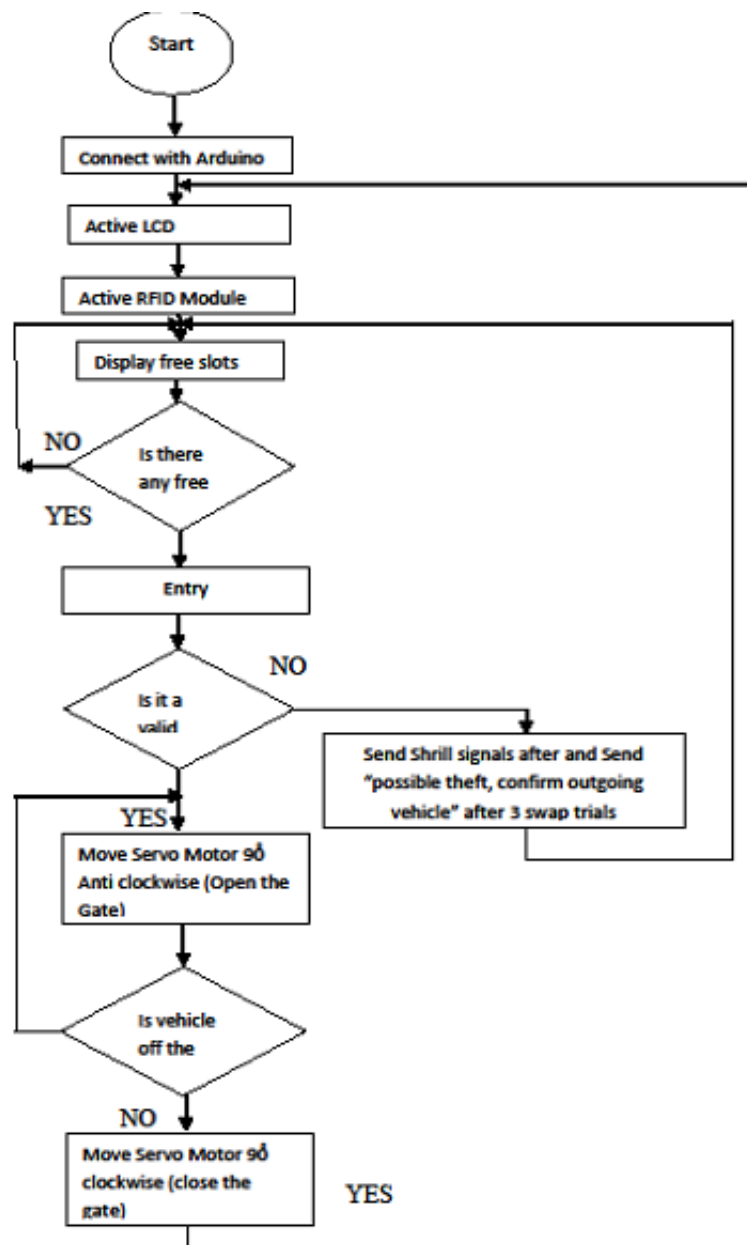 Start
Connect with Arduino
Active LCD
Active RFID Module
Display free slots
NO
Is there
any free
YES
Entry
NO
Is it a
valid
Send Shrill signals after and Send
"possible theft, confirm outgoing
vehicle" after 3 swap trials
YES
Move Servo Motor 90̊
Anti clockwise (Open the
Gate)
Is vehicle
off the
NO
Move Servo Motor 90̊
clockwise (close the
gate)
YES